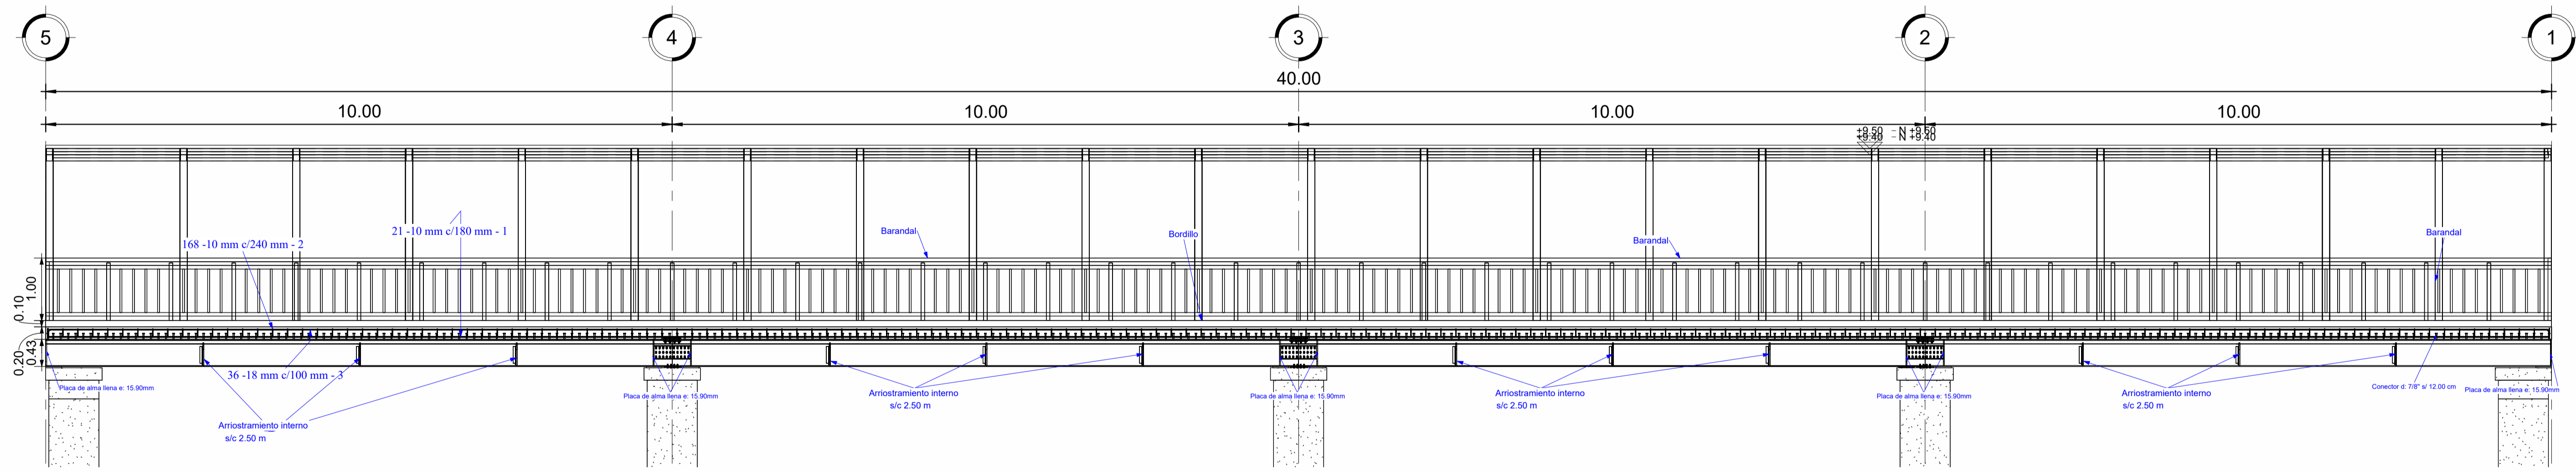 5
4
3
2
1
40.00
10.00
10.00
10.00
10.00
+9.50 - N +9.50
+9.40 - N +9.40
168 -10 mm c/240 mm - 2
21 -10 mm c/180 mm - 1
Barandal
Bordillo
Barandal
Barandal
1.00
0.10
0.43
0.20
36 -18 mm c/100 mm - 3
Placa de alma llena e: 15.90mm
Arriostramiento interno
s/c 2.50 m
Placa de alma llena e: 15.90mm
Arriostramiento interno
s/c 2.50 m
Placa de alma llena e: 15.90mm
Arriostramiento interno
s/c 2.50 m
Placa de alma llena e: 15.90mm
Arriostramiento interno
s/c 2.50 m
Conector d: 7/8" s/ 12.00 cm
Placa de alma llena e: 15.90mm